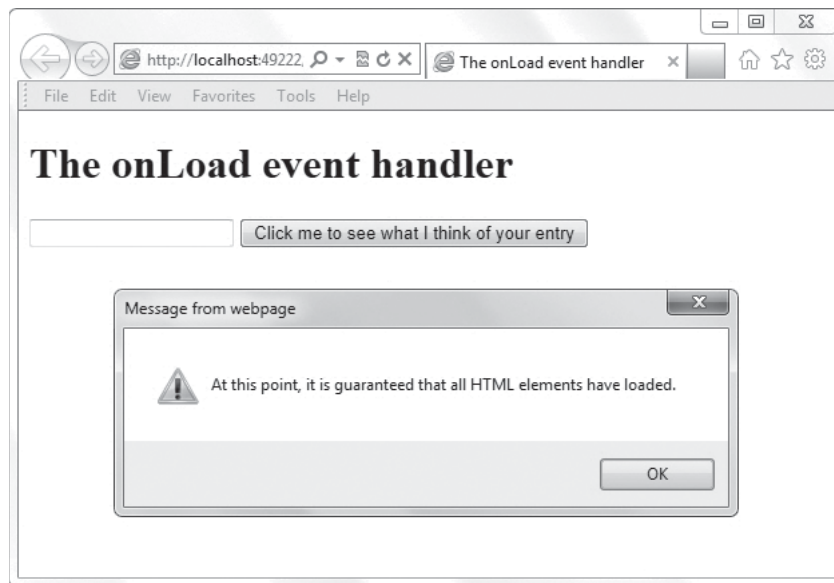 http://localhost:49222,
The onLoad event handler
File Edit View Favorites Tools Help
The onLoad event handler
Click me to see what I think of your entry
Message from webpage
At this point, it is guaranteed that all HTML elements have loaded.
OK